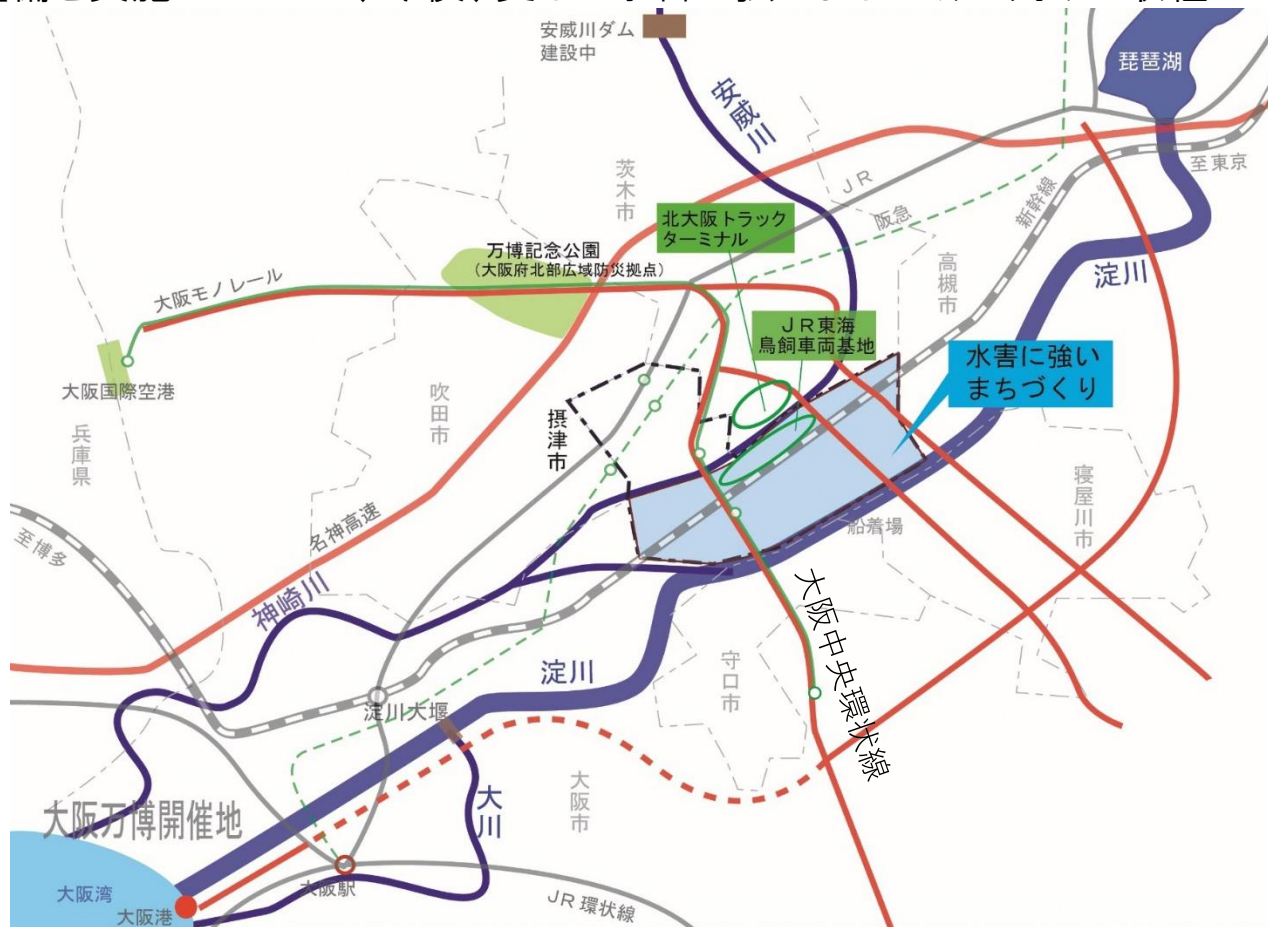 安威川ダム
建設中
琵琶湖
安威川
至東京
茨木市
JR
阪急
新幹線
北大阪トラック
ターミナル
万博記念公園
(大阪府北部広域防災拠点)
高槻市
淀川
大阪モノレール
JR東海
鳥飼車両基地
水害に強い
まちづくり
大阪国際空港
吹田市
摂津市
兵庫県
寝屋川市
船着場
名神高速
至博多
神崎川
大阪中央環状線
淀川
守口市
淀川大堰
大阪市
大川
大阪万博開催地
大阪湾
大阪駅
大阪港
JR環状線